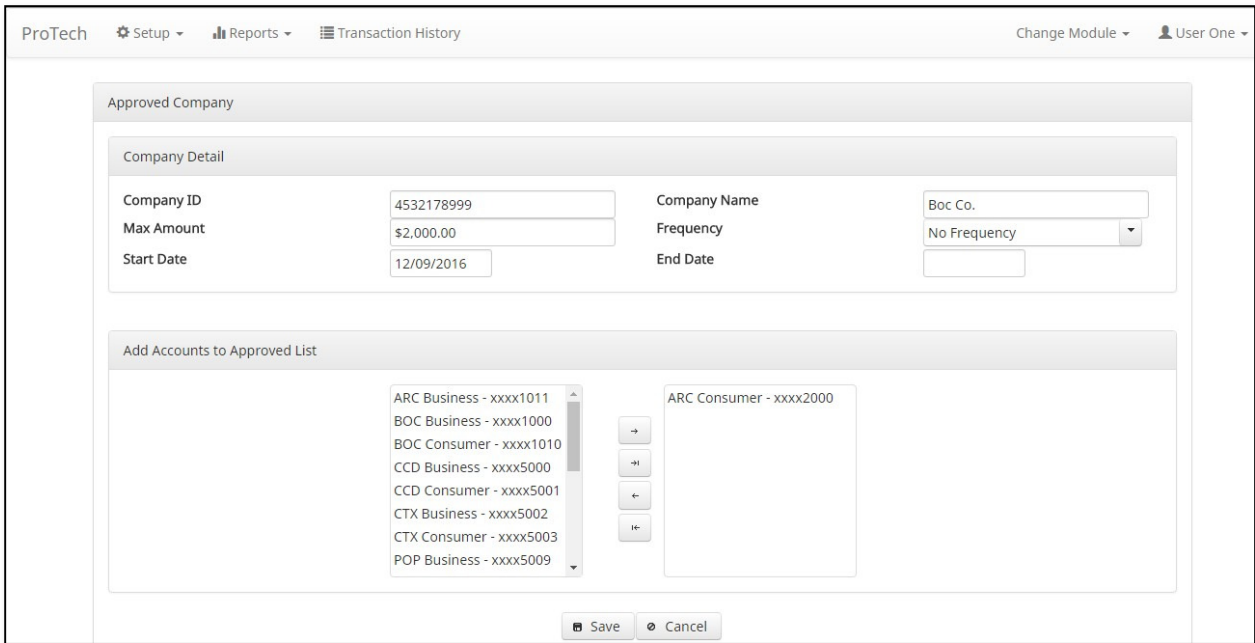 ProTech Setup Reports Transaction History Change Module User One
Approved Company
Company Detail
Company ID 4532178999 Company Name Boc Co.
Max Amount $2,000.00 Frequency No Frequency
Start Date 12/09/2016 End Date
Add Accounts to Approved List
ARC Business - xxxx1011 ARC Consumer - xxxx2000
BOC Business - xxxx1000
BOC Consumer - xxxx1010
CCD Business - xxxx5000
CCD Consumer - xxxx5001
CTX Business - xxxx5002
CTX Consumer - xxxx5003
POP Business - xxxx5009
Save Cancel